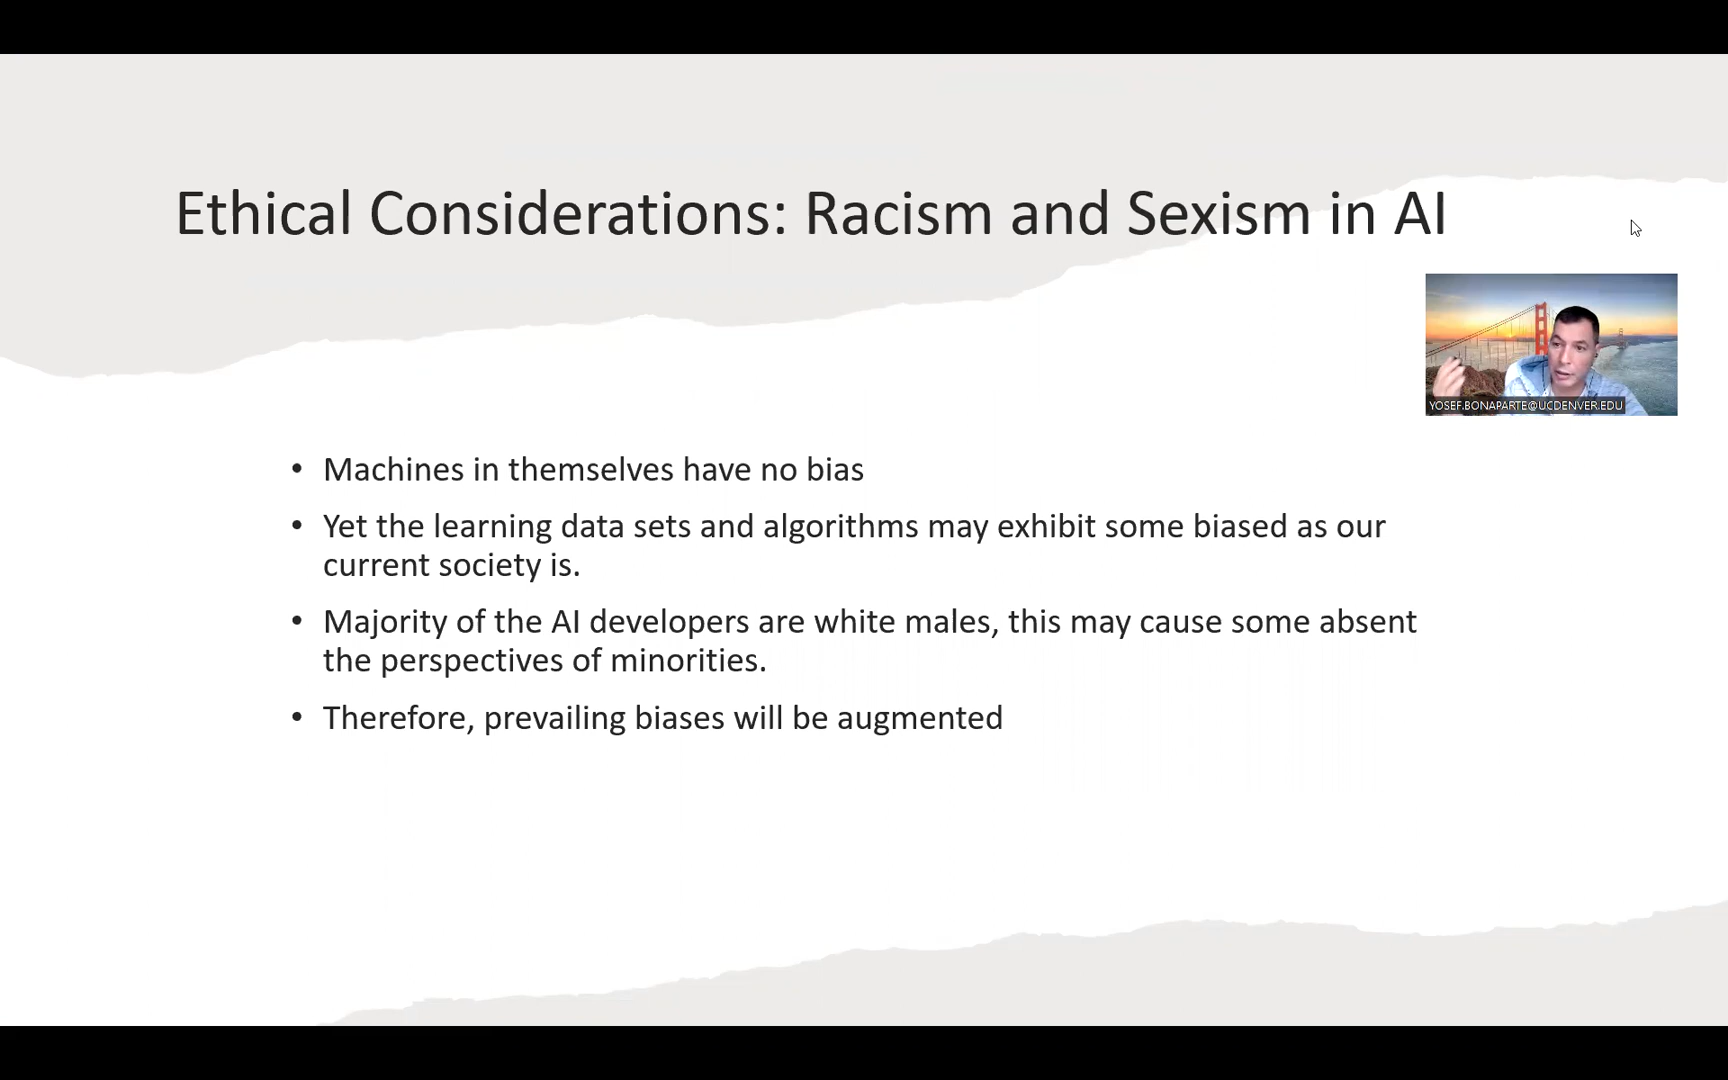 Ethical Considerations: Racism and Sexism in AI
YOSEF.BONAPARTE@UCDENVER.EDU
• Machines in themselves have no bias
• Yet the learning data sets and algorithms may exhibit some biased as our
current society is.
• Majority of the AI developers are white males, this may cause some absent
the perspectives of minorities.
• Therefore, prevailing biases will be augmented